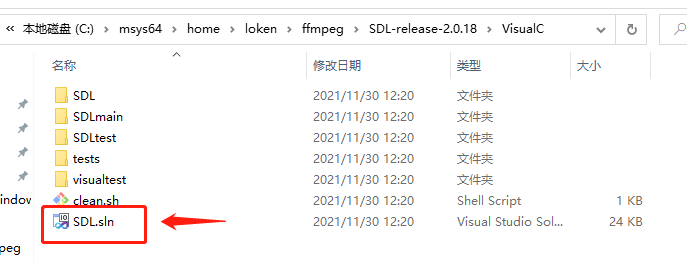 本地磁盘 (C:) > msys64 > home > loken > ffmpeg > SDL-release-2.0.18 > VisualC
名称 修改日期 类型 大小
SDL 2021/11/30 12:20 文件夹
SDLmain 2021/11/30 12:20 文件夹
SDLtest 2021/11/30 12:20 文件夹
tests 2021/11/30 12:20 文件夹
visualtest 2021/11/30 12:20 文件夹
indow clean.sh 2021/11/30 12:20 Shell Script 1 KB
SDL.sln 2021/11/30 12:20 Visual Studio Sol... 24 KB
peg